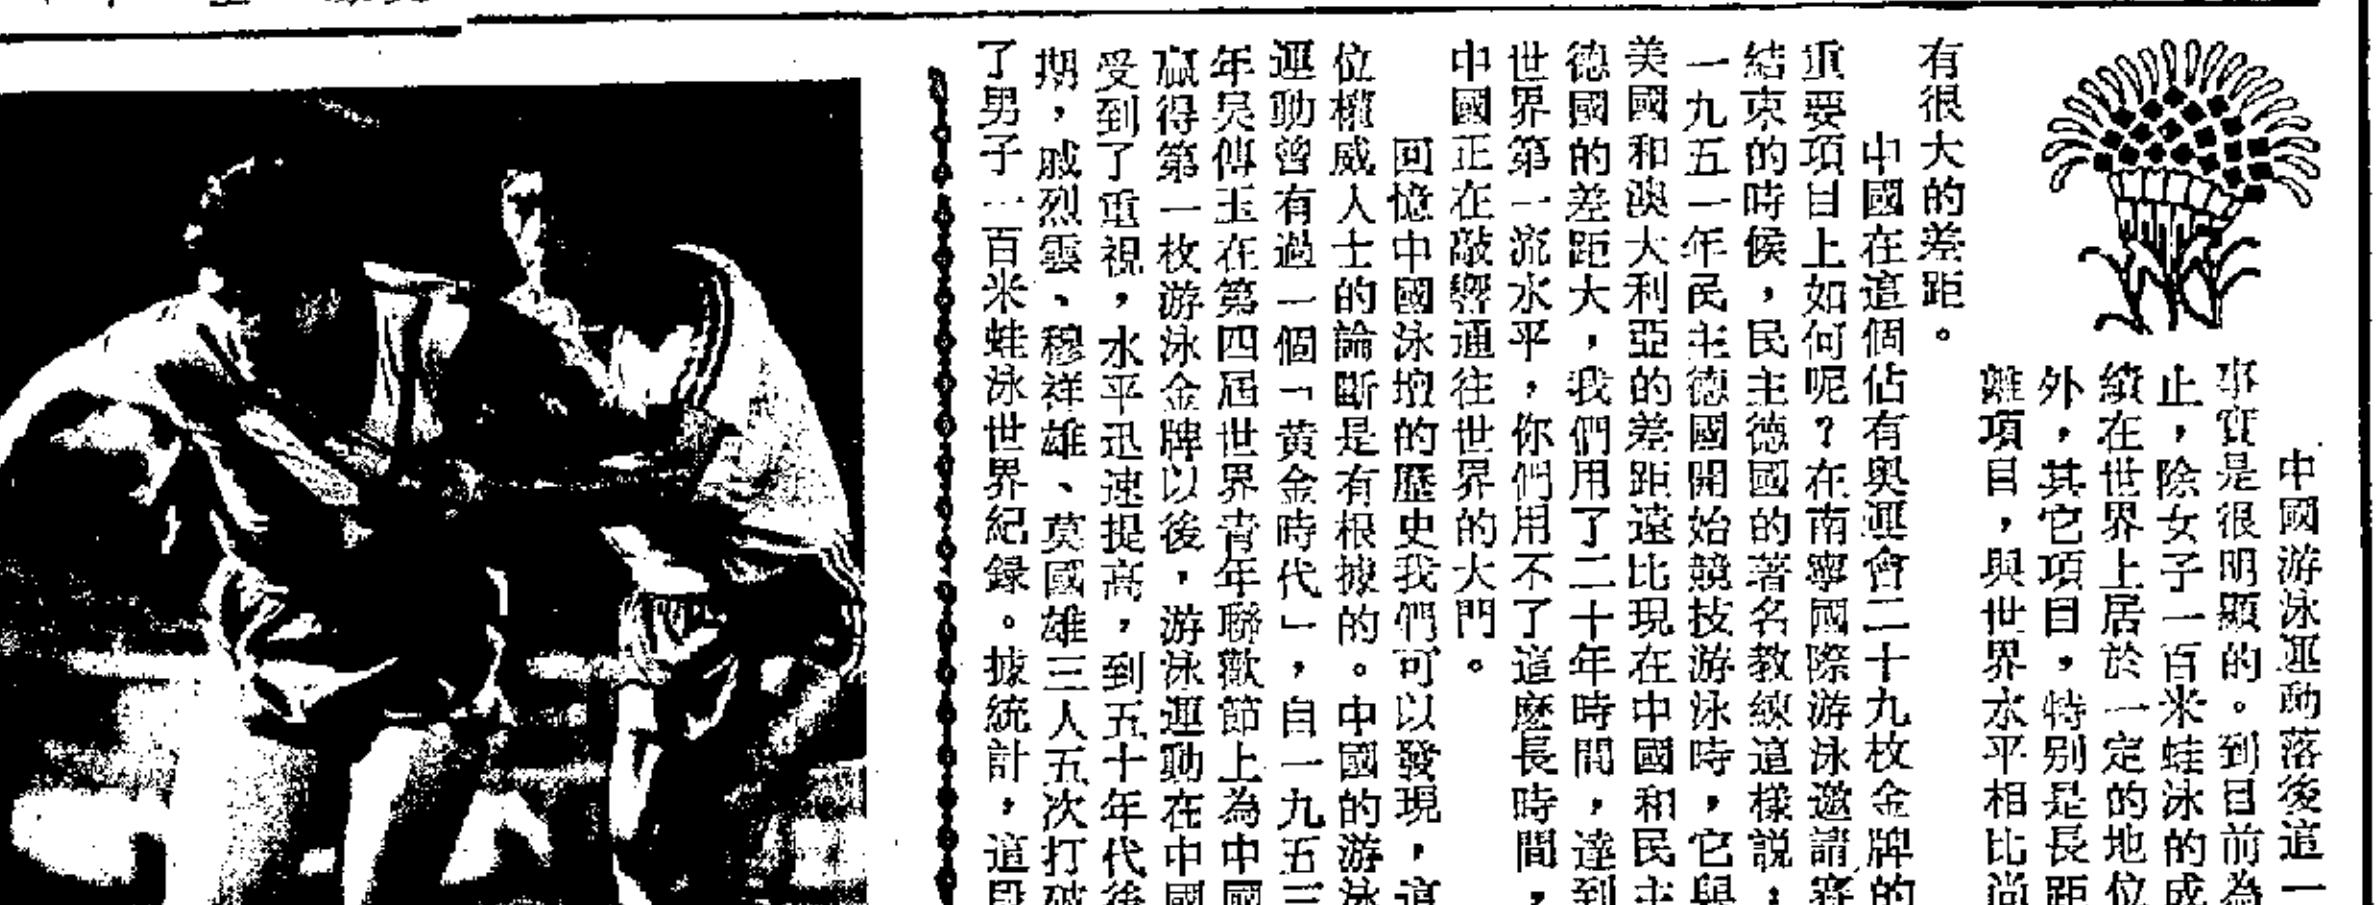 中國游泳運動落後這一
事實是很明顯的。到目前為
止，除女子一百米蛙泳的成
績在世界上居於一定的地位
外，其它項目，特別是長距
離項目，與世界水平相比尚
有很大的差距。
中國在這個佔有奧運會二十九枚金牌的
重要項目上如何呢？在南寧國際游泳邀請賽
結束的時候，民主德國的著名教練這樣説：
一九五一年民主德國開始競技游泳時，它與
美國和澳大利亞的差距遠比現在中國和民主
德國的差距大，我們用了二十年時間，達到
世界第一流水平，你們用不了這麼長時間，
中國正在敲響通往世界的大門。
回憶中國泳壇的歷史我們可以發現，這
位權威人士的論斷是有根據的。中國的游泳
運動曾有過一個「黄金時代」，自一九五三
年吴傳玉在第四屆世界青年聯歡節上為中國
贏得第一枚游泳金牌以後，游泳運動在中國
受到了重視，水平迅速提高，到五十年代後
期，戚烈雲、穆祥雄、莫國雄三人五次打破
了男子一百米蛙泳世界紀録。據統計，這段